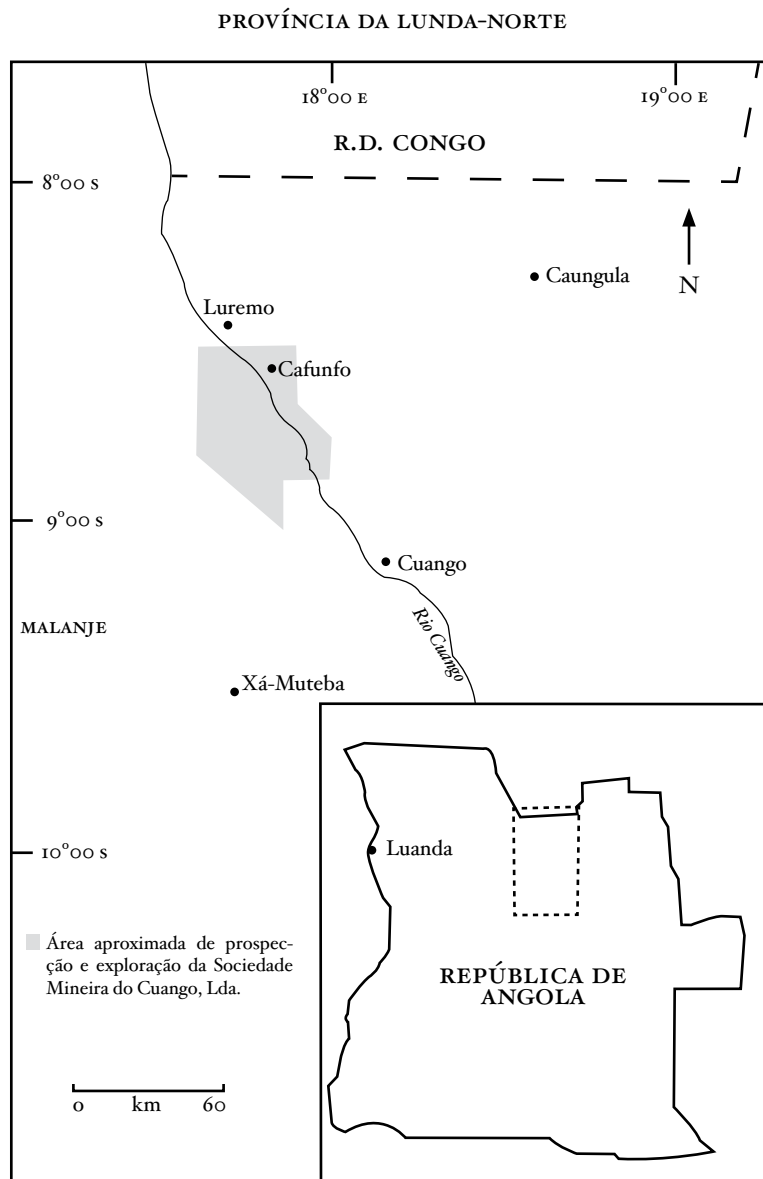 PROVÍNCIA DA LUNDA-NORTE
18°00 E
19°00 E
R.D. CONGO
8°00 S
N
Caungula
Luremo
Cafunfo
9°00 S
Cuango
Rio Cuango
MALANJE
Xá-Muteba
10°00 S
Luanda
REPÚBLICA DE
ANGOLA
Área aproximada de prospec-
ção e exploração da Sociedade
Mineira do Cuango, Lda.
0 km 60